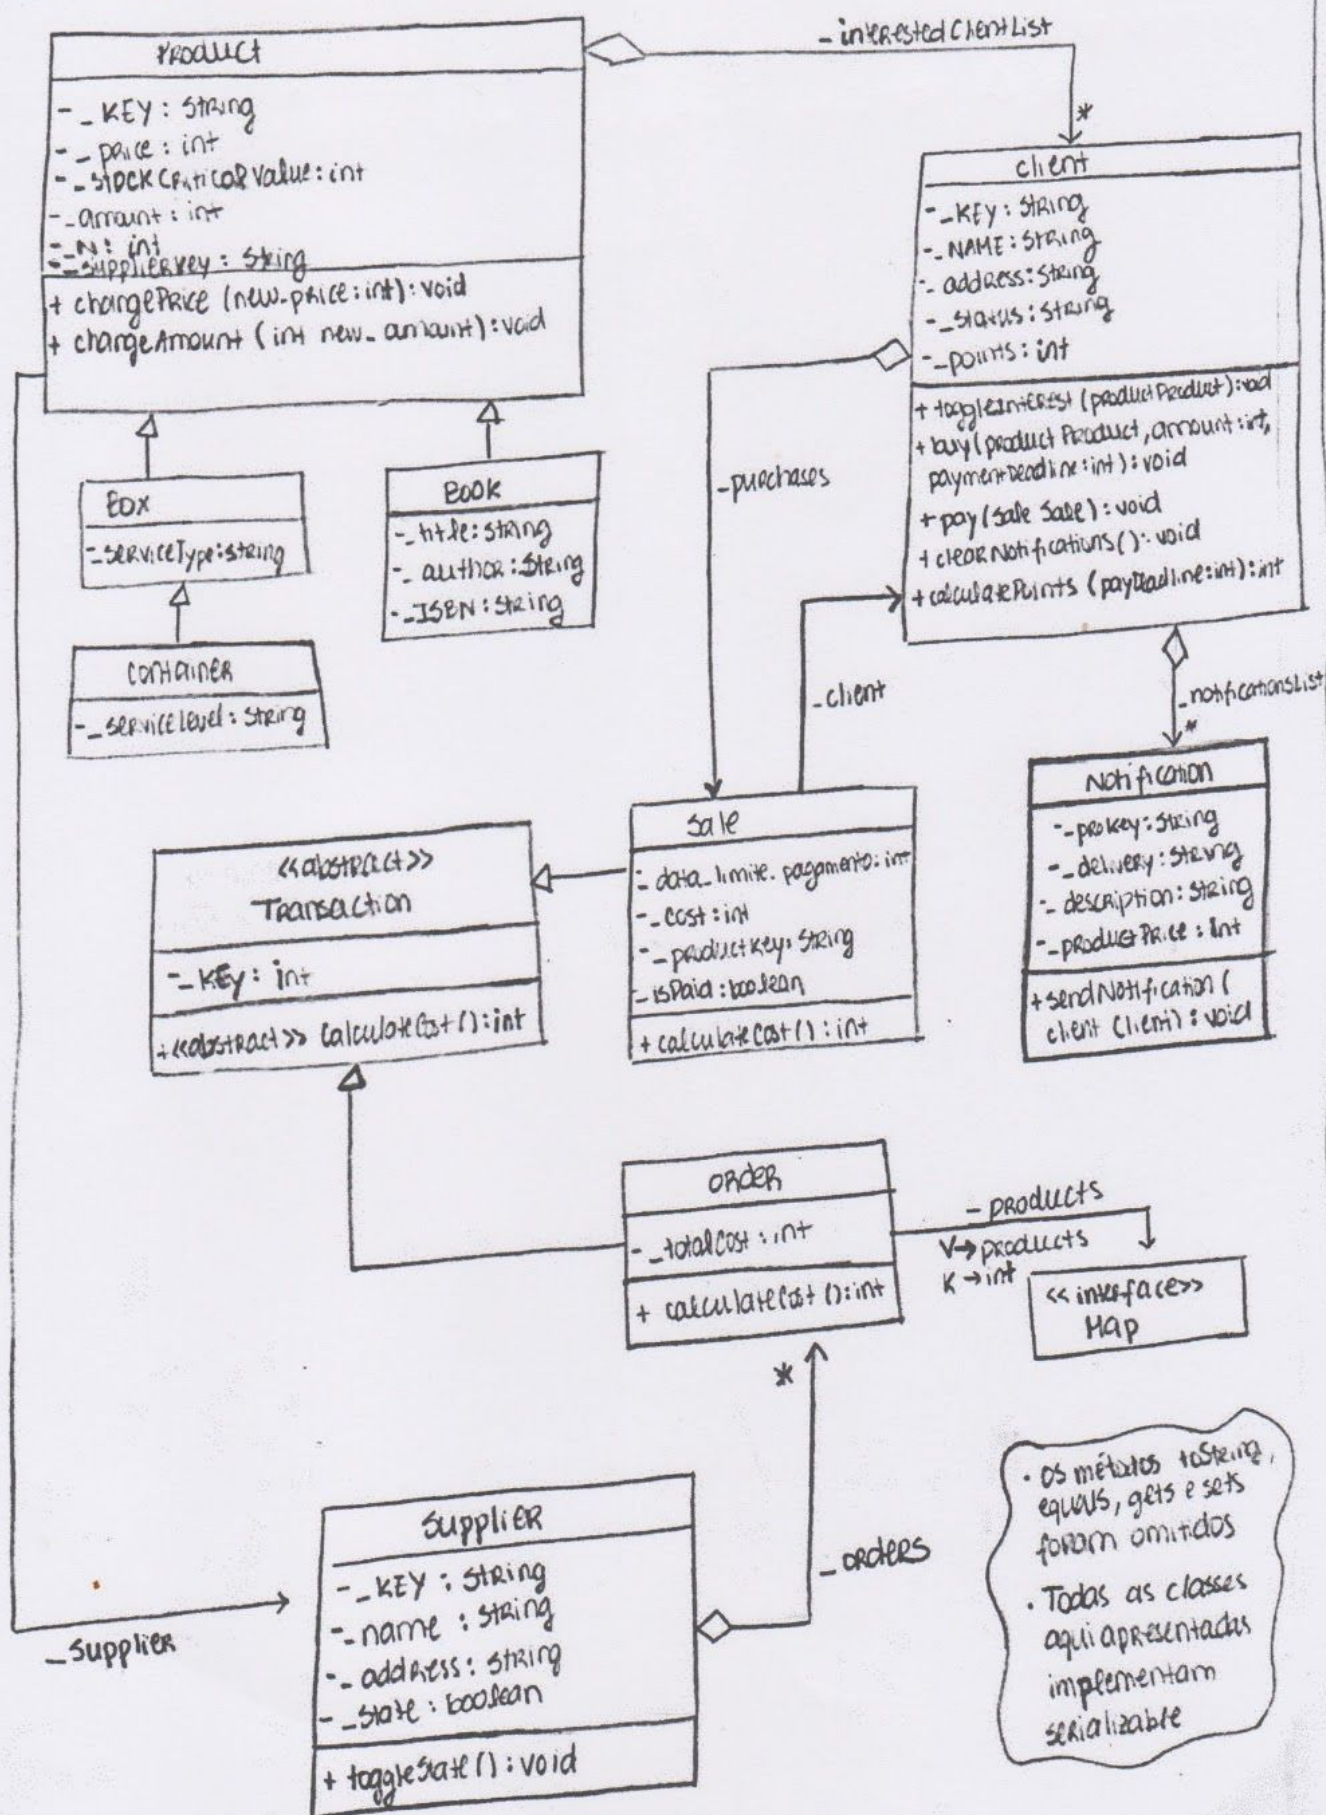 Product
- _KEY : String
- _price : int
- _STOCKCriticalValue : int
- _amount : int
- _N : int
- _supplierkey : String
+ changePrice (new_price : int) : void
+ changeAmount ( int new_amount) : void
_interestedClientList
*
client
- _KEY : String
- _NAME : String
- _address : String
- _status : String
- _points : int
+ toggleInterest (product Product) : void
+ buy (product Product, amount : int,
paymentDeadline : int) : void
+ pay (Sale Sale) : void
+ clearNotifications () : void
+ calculatePoints (payDeadline : int) : int
Box
- _serviceType : string
Book
- _title : String
- _author : String
- _ISBN : String
Container
- _serviceLevel : String
_purchases
_client
_notificationsList
*
Notification
- _prokey : String
- _delivery : String
- _description : String
- _productPrice : int
+ sendNotification (
client Client) : void
<<abstract>>
Transaction
- _KEY : int
+ <<abstract>> calculateCost () : int
Sale
- _data_limite_pagamento : int
- _cost : int
- _productKey : String
- _isPaid : boolean
+ calculateCost () : int
order
- _totalCost : int
+ calculateCost () : int
_products
V → products
K → int
<<interface>>
Map
*
_orders
Supplier
- _KEY : String
- _name : String
- _address : String
- _state : boolean
+ toggleState () : void
_supplier
• Os métodos toString,
equals, gets e sets
foram omitidos
• Todas as classes
aqui apresentadas
implementam
serializable